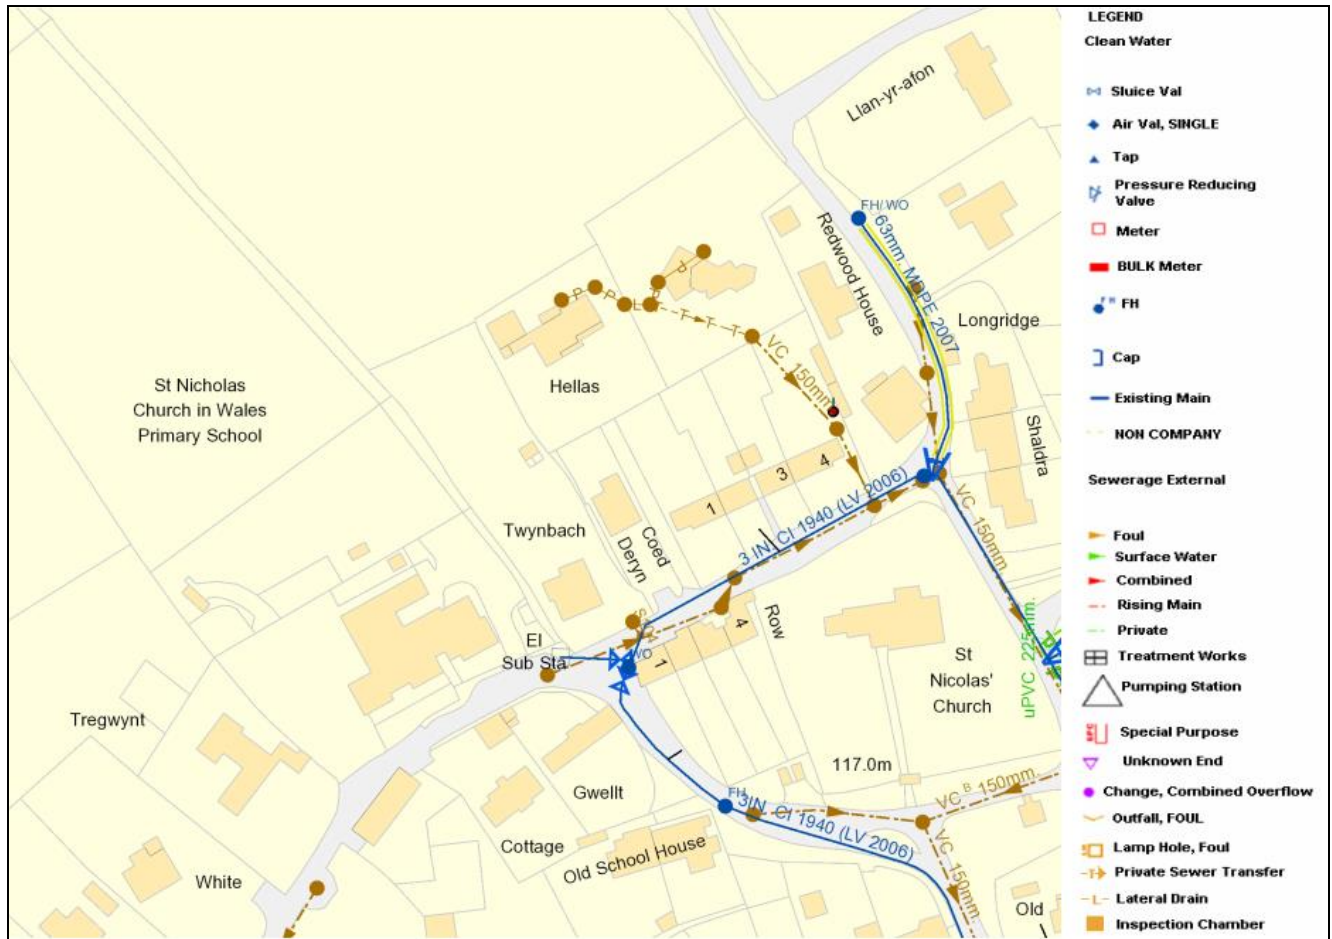 Llan-yr-afon
FH/ WO
63mm. MDPE 2007
Redwood House
Longridge
St Nicholas
Church in Wales
Primary School
Hellas
P
P
L
P
P
T
T
T
VC 150mm.
Shaldra
1
3
4
3 IN. CI 1940 (LV 2006)
VC 150mm.
Twynbach
Coed
Deryn
S104
Row
El
Sub Sta
WO
1
4
St
Nicolas'
Church
uPVC 225mm.
Tregwynt
117.0m
Gwellt
Cottage
FH
3IN. CI 1940 (LV 2006)
VC B 150mm.
VC 150mm.
Old School House
White
Old
LEGEND
Clean Water
Sluice Val
Air Val, SINGLE
Tap
Pressure Reducing
Valve
Meter
BULK Meter
FH
FH
Cap
Existing Main
NON COMPANY
Sewerage External
Foul
Surface Water
Combined
Rising Main
Private
Treatment Works
Pumping Station
Special Purpose
Unknown End
Change, Combined Overflow
Outfall, FOUL
Lamp Hole, Foul
T
Private Sewer Transfer
L
Lateral Drain
Inspection Chamber